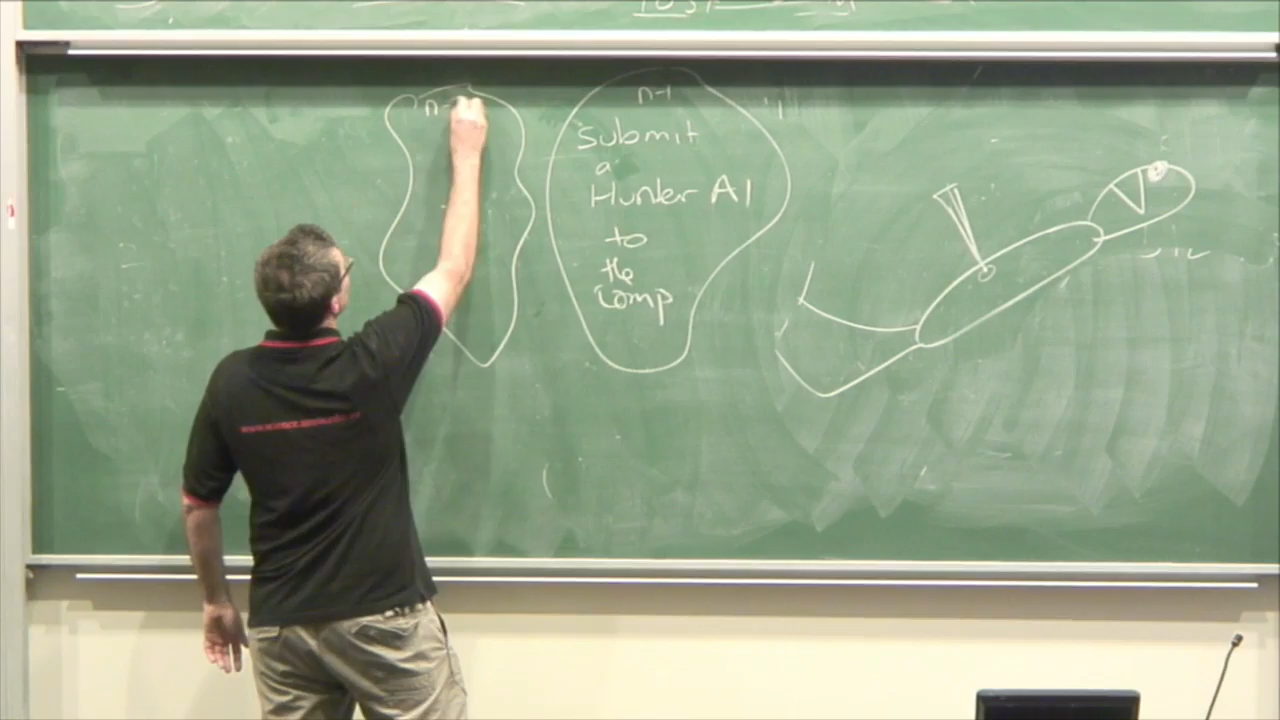 n-
n-1
submit
a
Hunter AI
to
the
comp